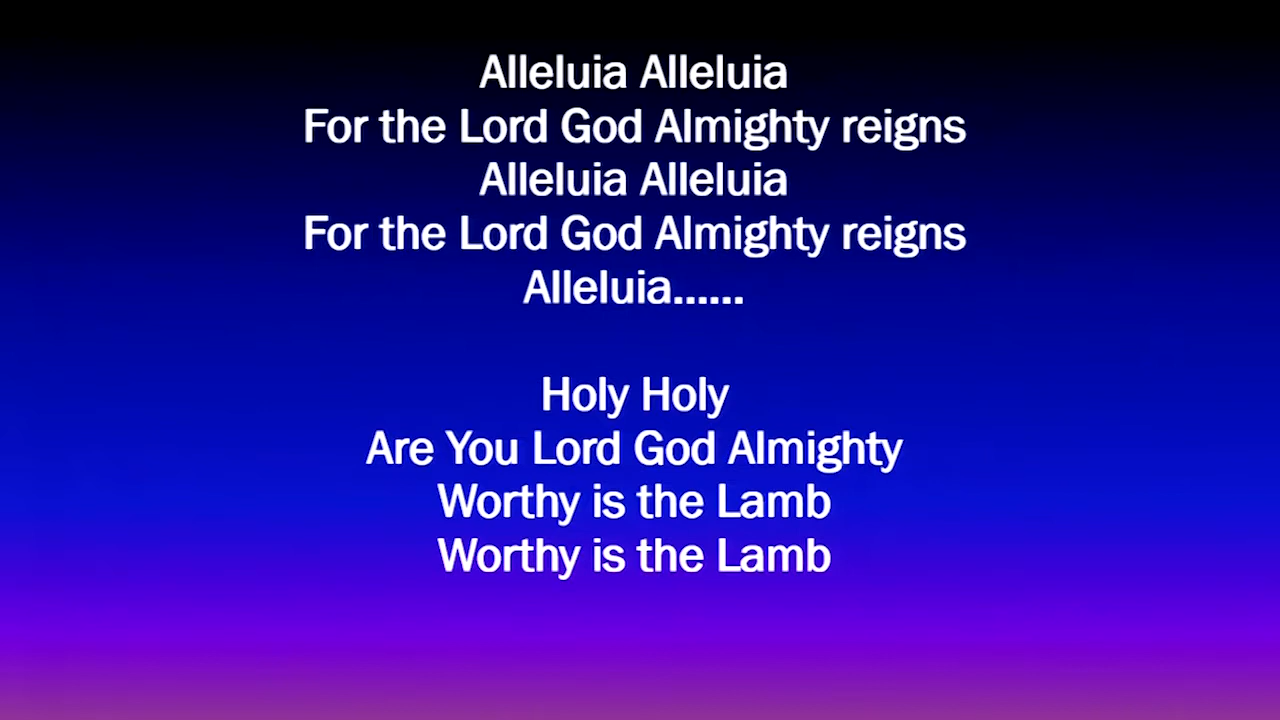 Alleluia Alleluia
For the Lord God Almighty reigns
Alleluia Alleluia
For the Lord God Almighty reigns
Alleluia......
Holy Holy
Are You Lord God Almighty
Worthy is the Lamb
Worthy is the Lamb